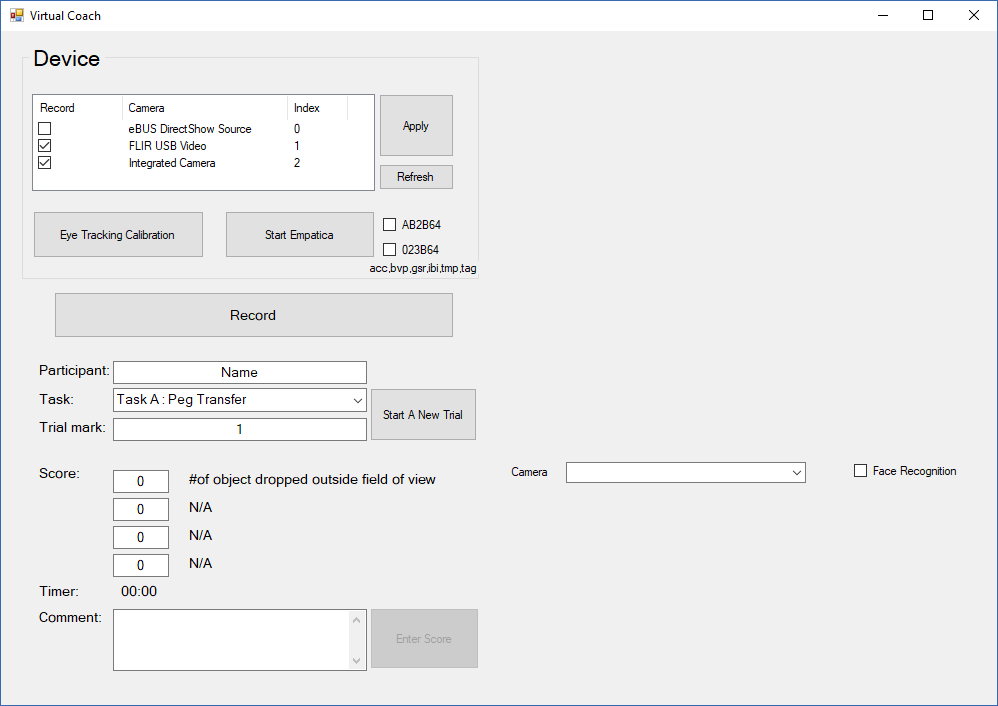 Virtual Coach
Device
Record Camera Index
eBUS DirectShow Source 0
FLIR USB Video 1
Integrated Camera 2
Apply
Refresh
Eye Tracking Calibration
Start Empatica
AB2B64
023B64
acc,bvp,gsr,ibi,tmp,tag
Record
Participant: Name
Task: Task A : Peg Transfer
Trial mark: 1
Start A New Trial
Score: 0 #of object dropped outside field of view
0 N/A
0 N/A
0 N/A
Timer: 00:00
Comment:
Enter Score
Camera
Face Recognition